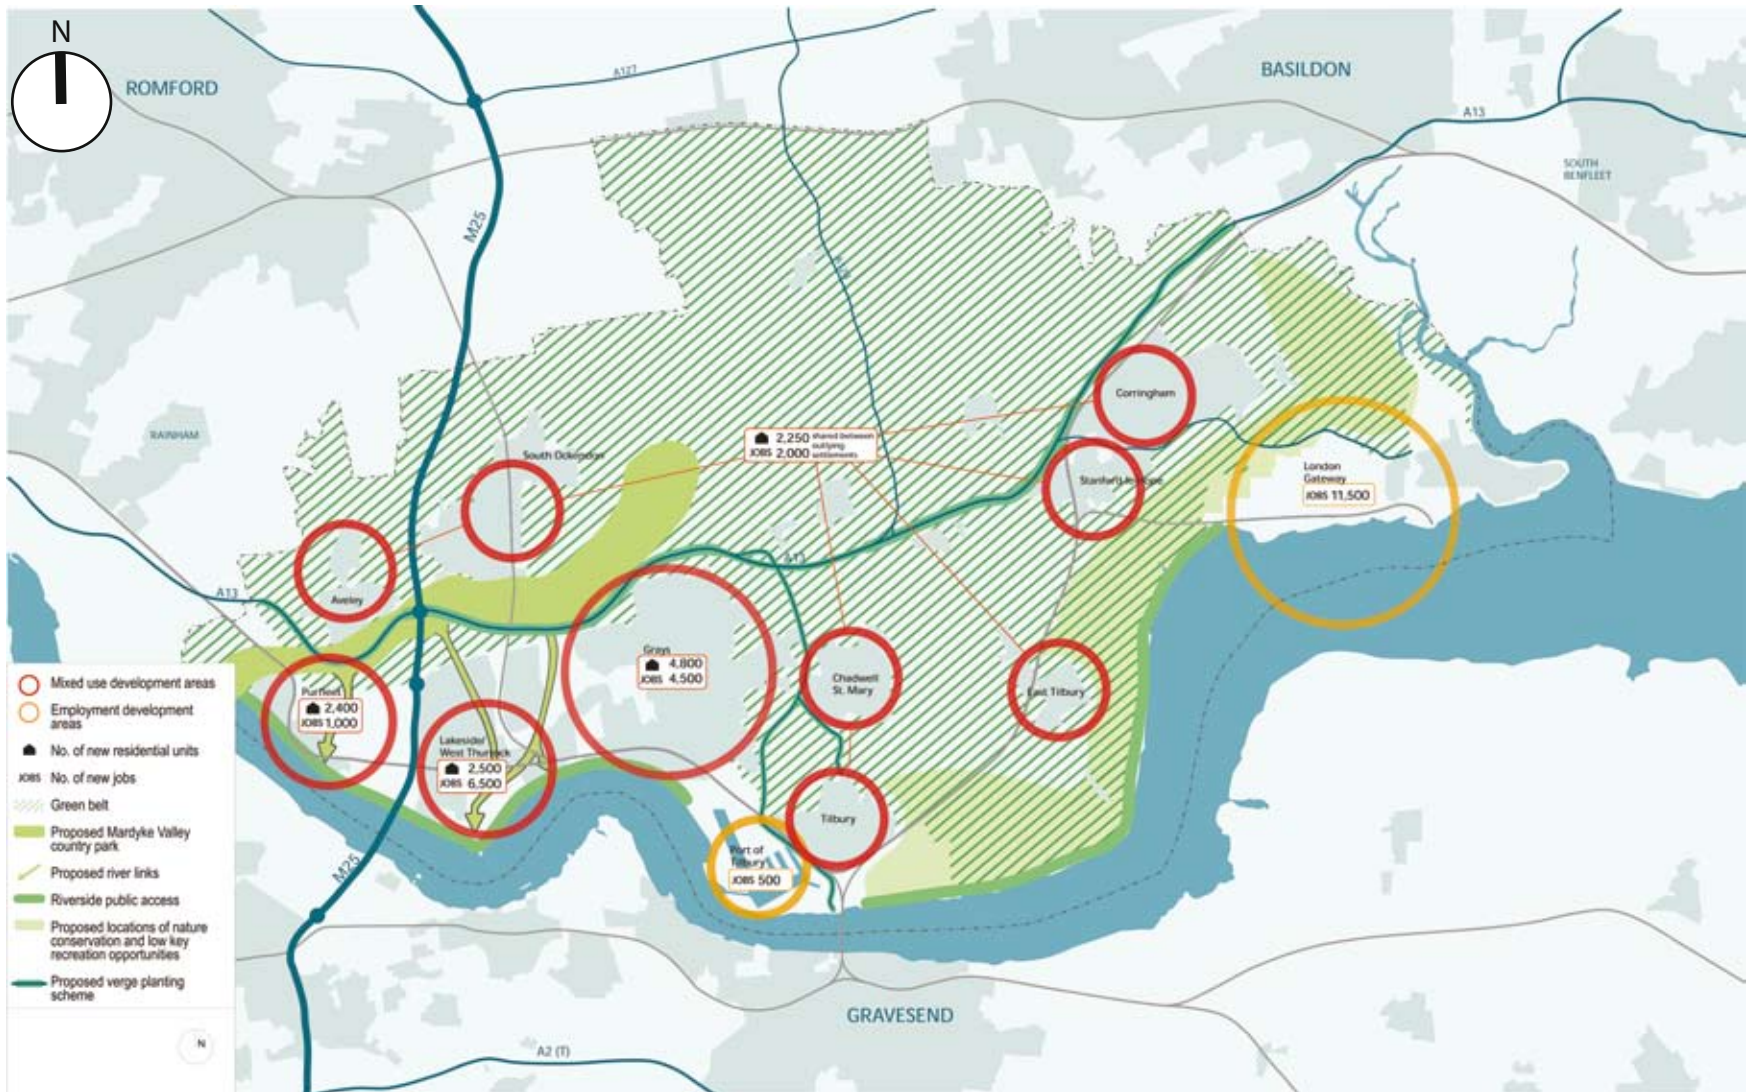 N
ROMFORD
A127
BASILDON
A13
SOUTH
BENFLEET
M25
RAINHAM
South Ockendon
2,250 shared between
outlying
JOBS 2,000 settlements
Corringham
Stanford-le-Hope
London
Gateway
JOBS 11,500
A13
Aveley
A13
Grays
4,800
JOBS 4,500
Chadwell
St. Mary
East Tilbury
Purfleet
2,400
JOBS 1,000
Lakeside/
West Thurrock
2,500
JOBS 6,500
Tilbury
Port of
Tilbury
JOBS 500
M25
GRAVESEND
A2 (T)
Mixed use development areas
Employment development
areas
No. of new residential units
JOBS No. of new jobs
Green belt
Proposed Mardyke Valley
country park
Proposed river links
Riverside public access
Proposed locations of nature
conservation and low key
recreation opportunities
Proposed verge planting
scheme
N